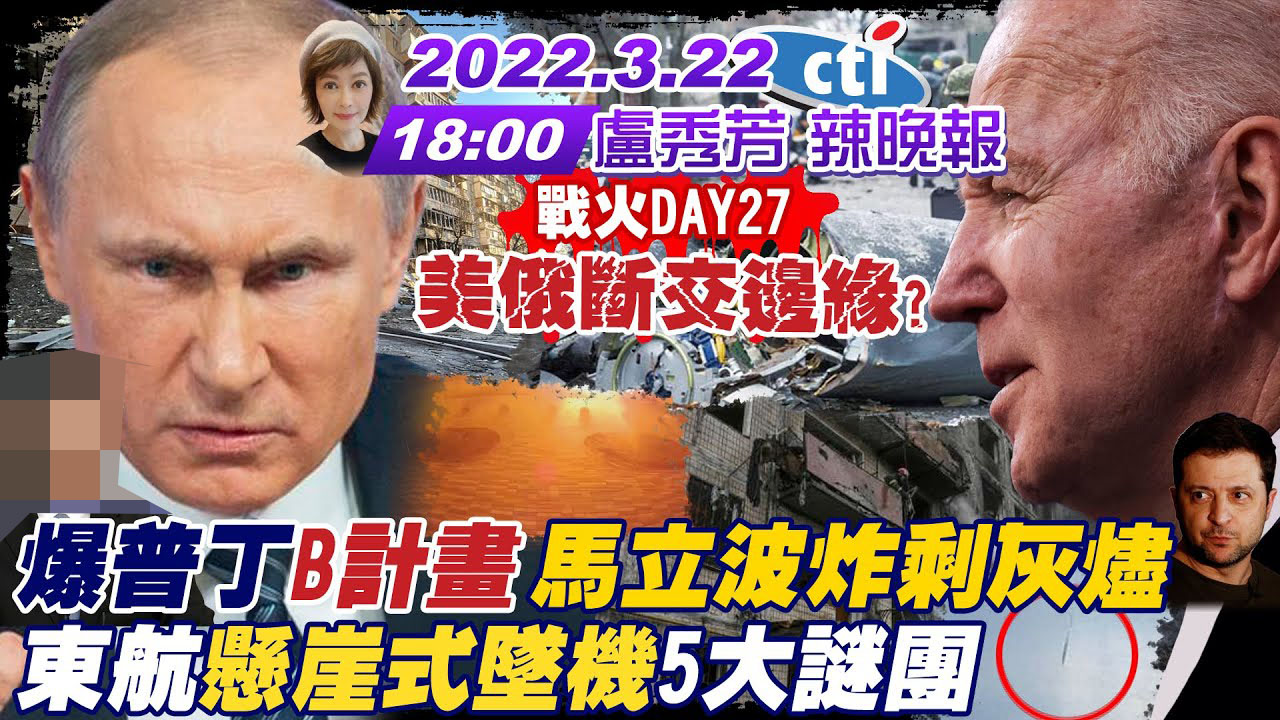 2022.3.22 cti
18:00 盧秀芳 辣晚報
戰火DAY27
美俄斷交邊緣?
爆普丁B計畫 馬立波炸剩灰燼
東航懸崖式墜機5大謎團